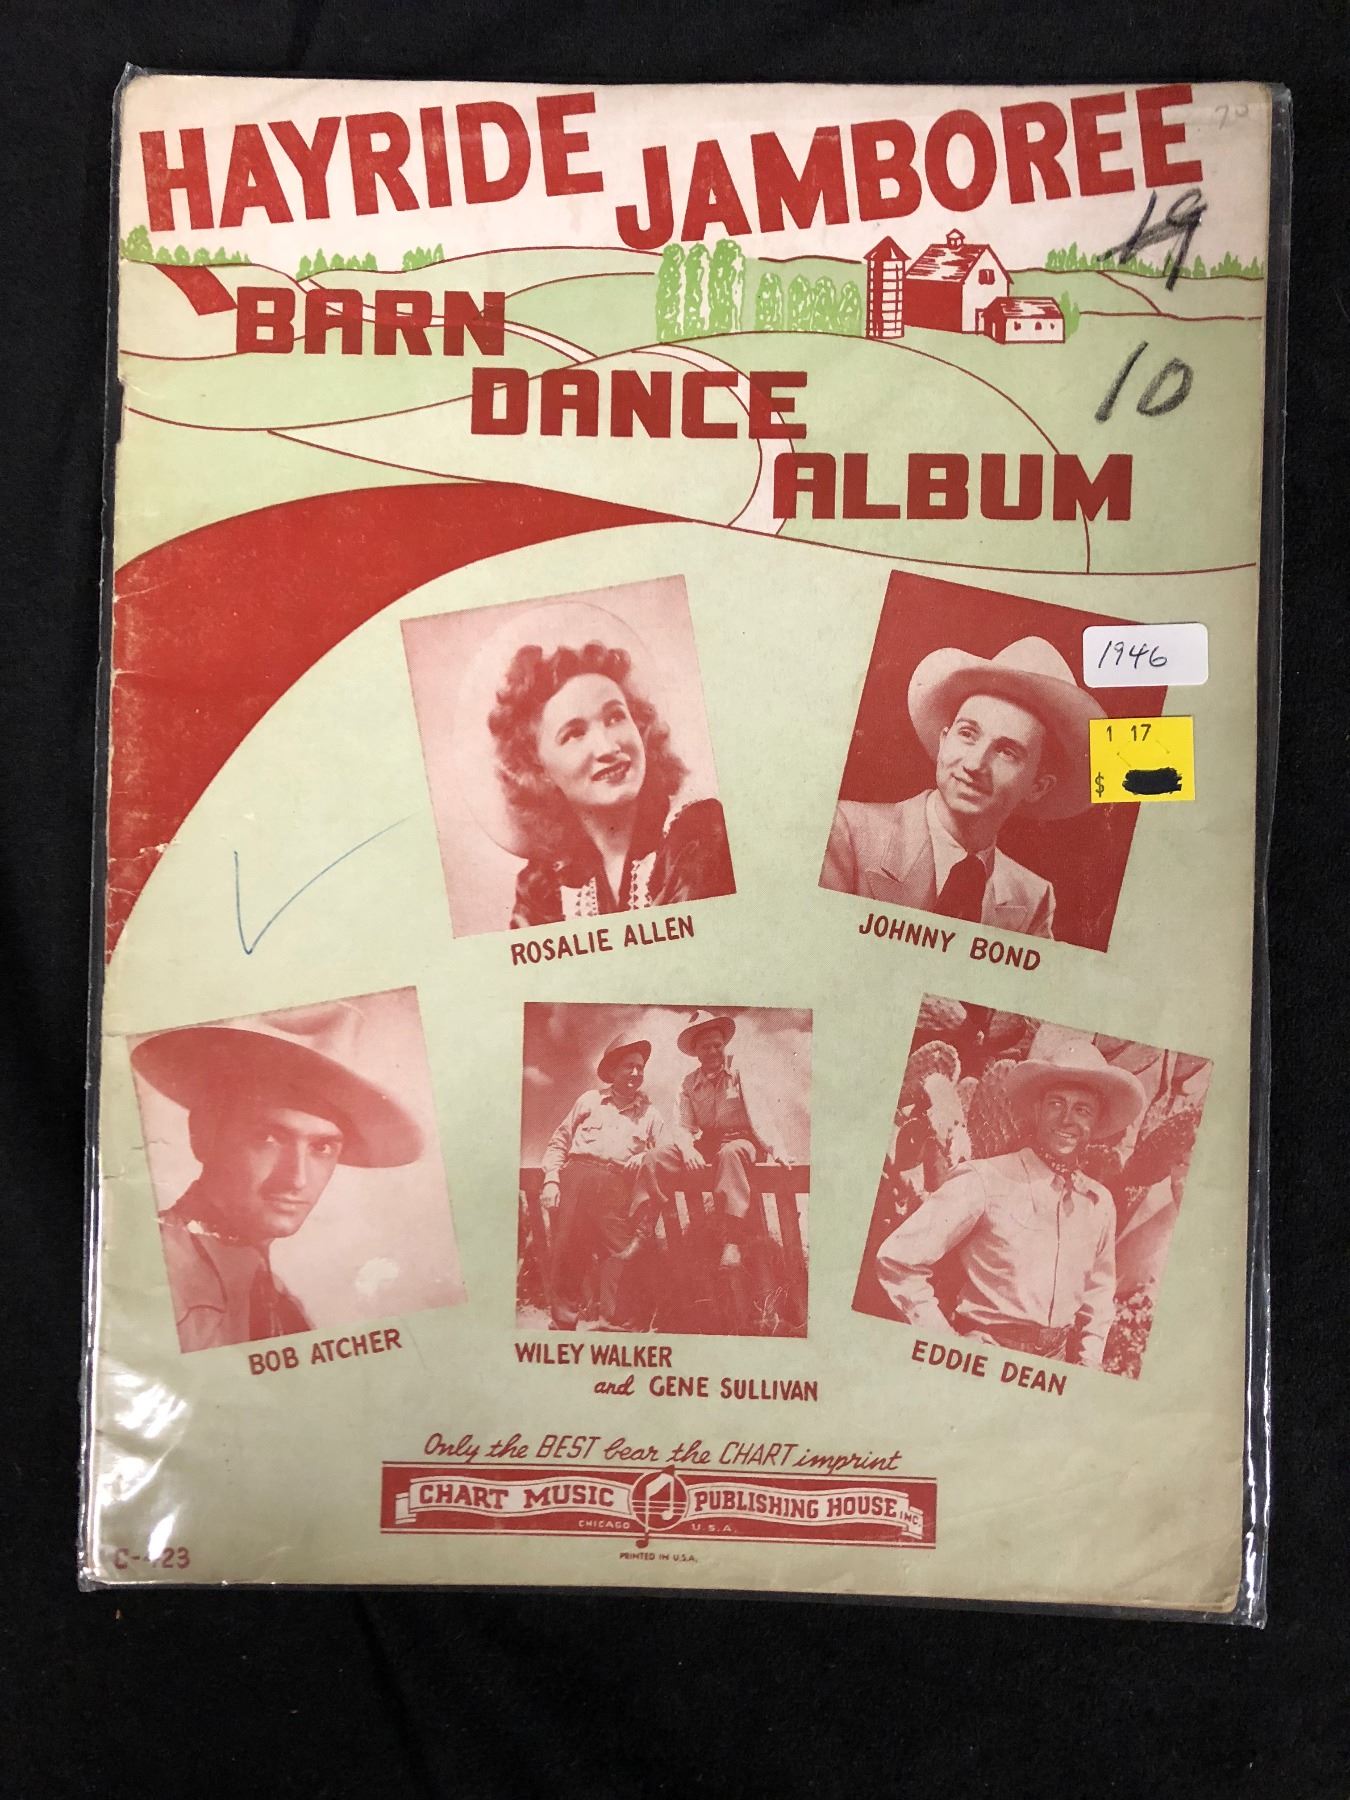 HAYRIDE JAMBOREE
70
19
BARN
DANCE
10
ALBUM
1946
1 17
$
ROSALIE ALLEN
JOHNNY BOND
BOB ATCHER
WILEY WALKER
and GENE SULLIVAN
EDDIE DEAN
Only the BEST bear the CHART imprint
CHART MUSIC PUBLISHING HOUSE INC.
CHICAGO U.S.A.
PRINTED IN U.S.A.